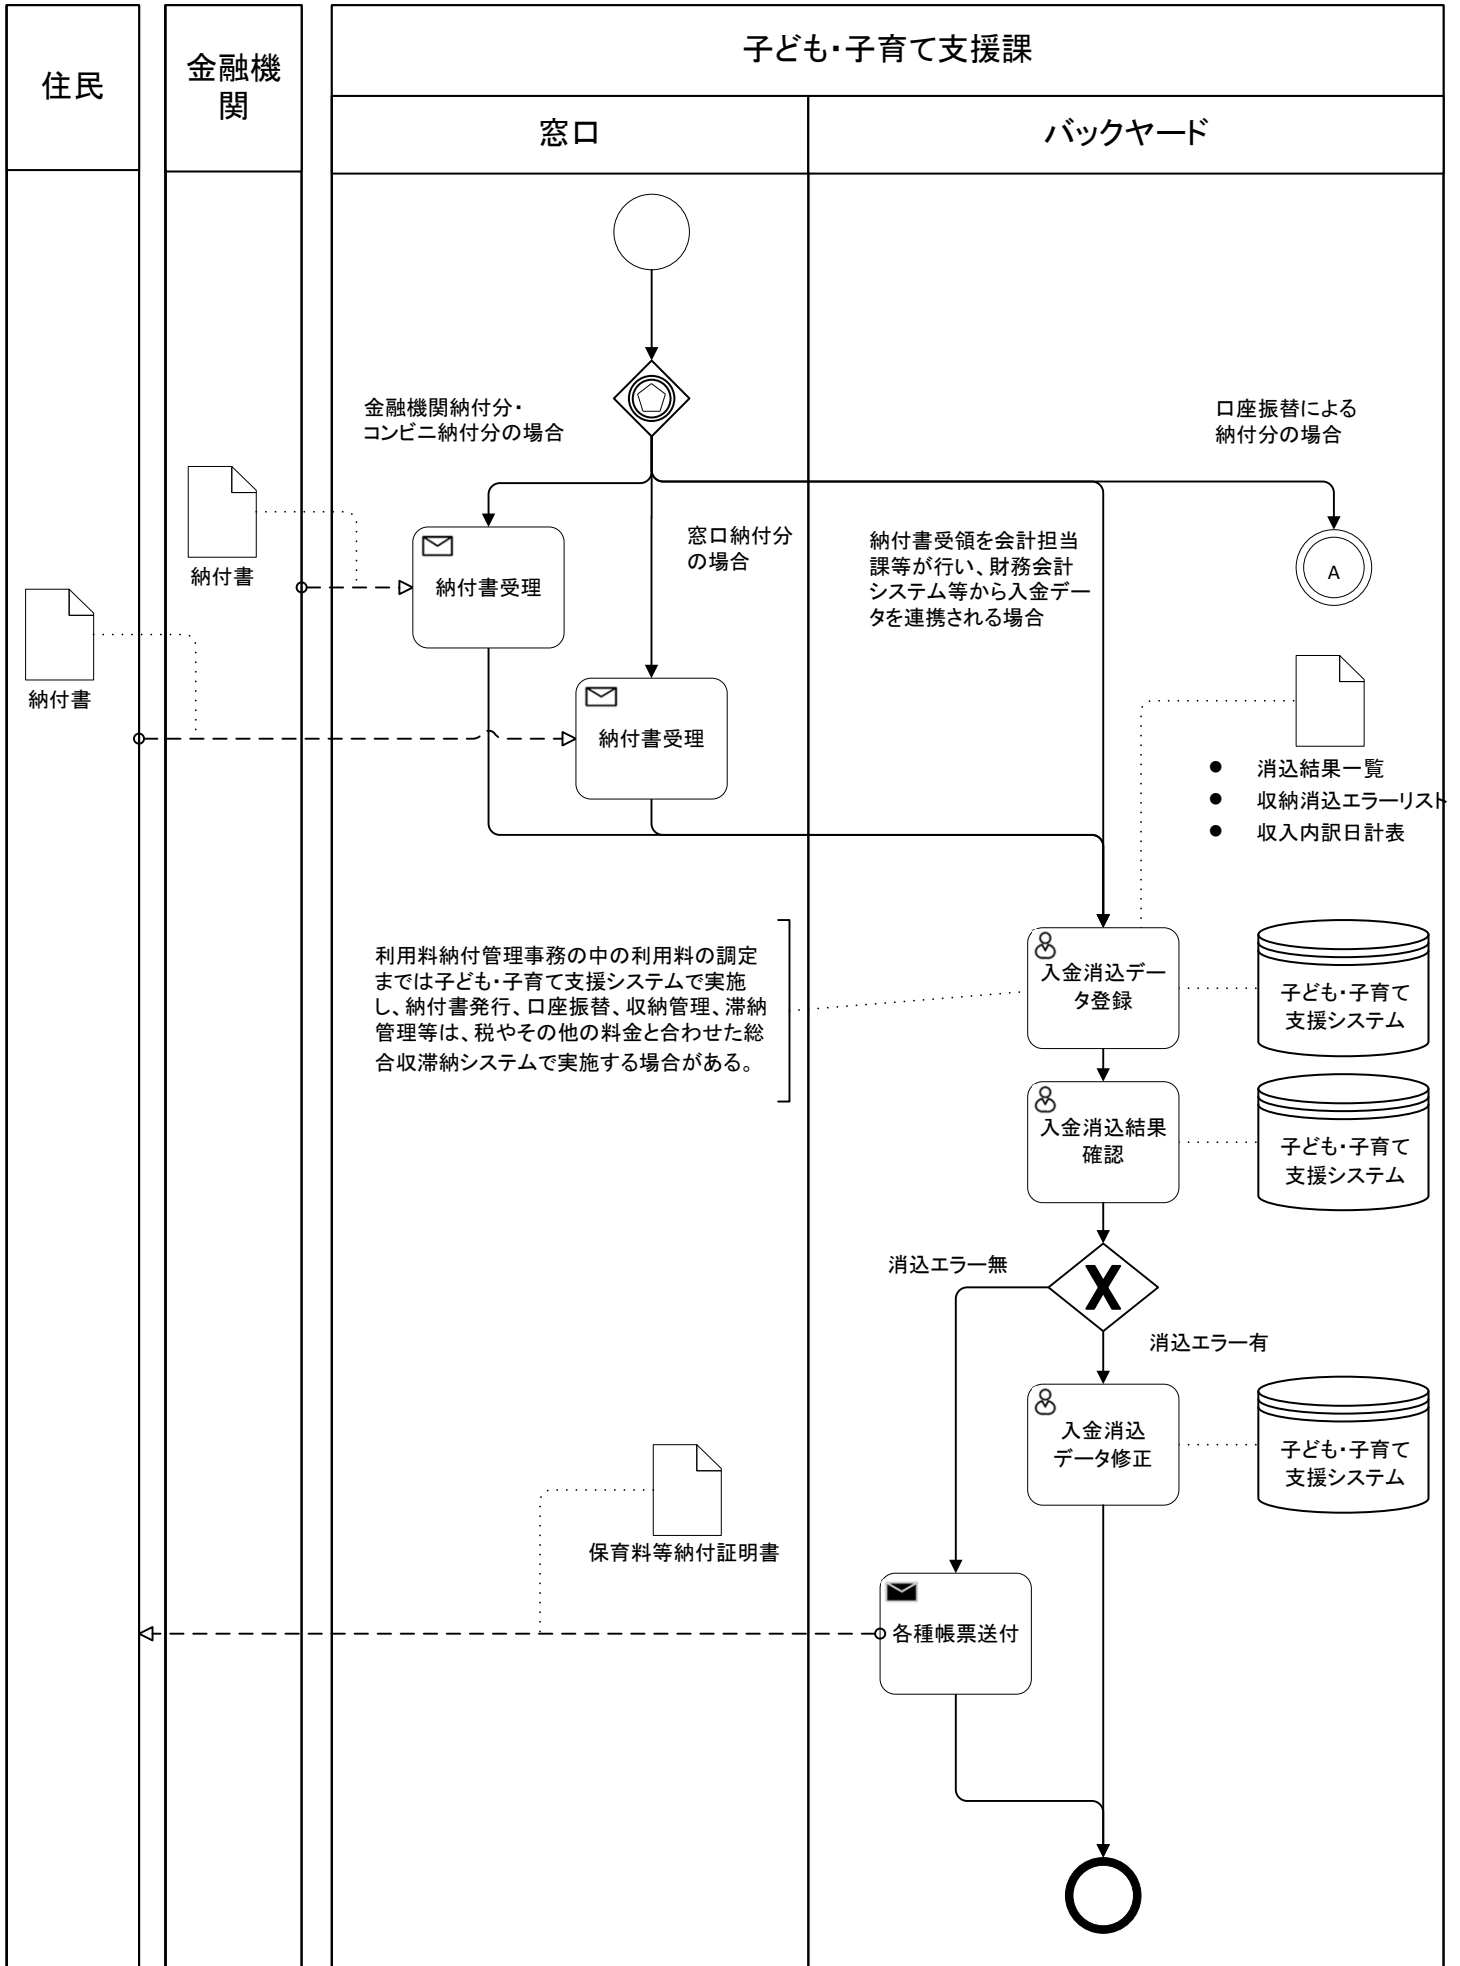 子ども・子育て支援課
住民
金融機
関
窓口
バックヤード
金融機関納付分・
コンビニ納付分の場合
口座振替による
納付分の場合
納付書
納付書受理
窓口納付分
の場合
納付書受領を会計担当
課等が行い、財務会計
システム等から入金デー
タを連携される場合
A
納付書
納付書受理
● 消込結果一覧
● 収納消込エラーリスト
● 収入内訳日計表
利用料納付管理事務の中の利用料の調定
までは子ども・子育て支援システムで実施
し、納付書発行、口座振替、収納管理、滞納
管理等は、税やその他の料金と合わせた総
合収滞納システムで実施する場合がある。
入金消込デー
タ登録
子ども・子育て
支援システム
入金消込結果
確認
子ども・子育て
支援システム
消込エラー無
X
消込エラー有
入金消込
データ修正
子ども・子育て
支援システム
保育料等納付証明書
各種帳票送付